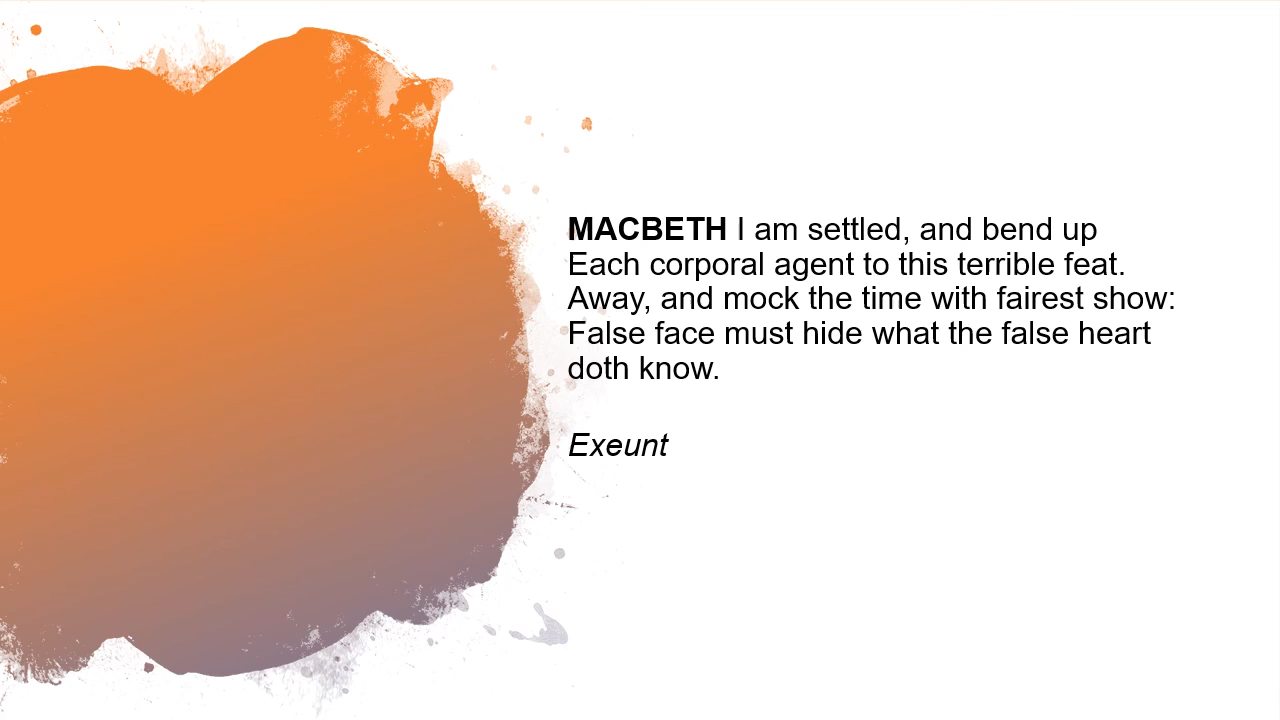 MACBETH I am settled, and bend up
Each corporal agent to this terrible feat.
Away, and mock the time with fairest show:
False face must hide what the false heart
doth know.
Exeunt